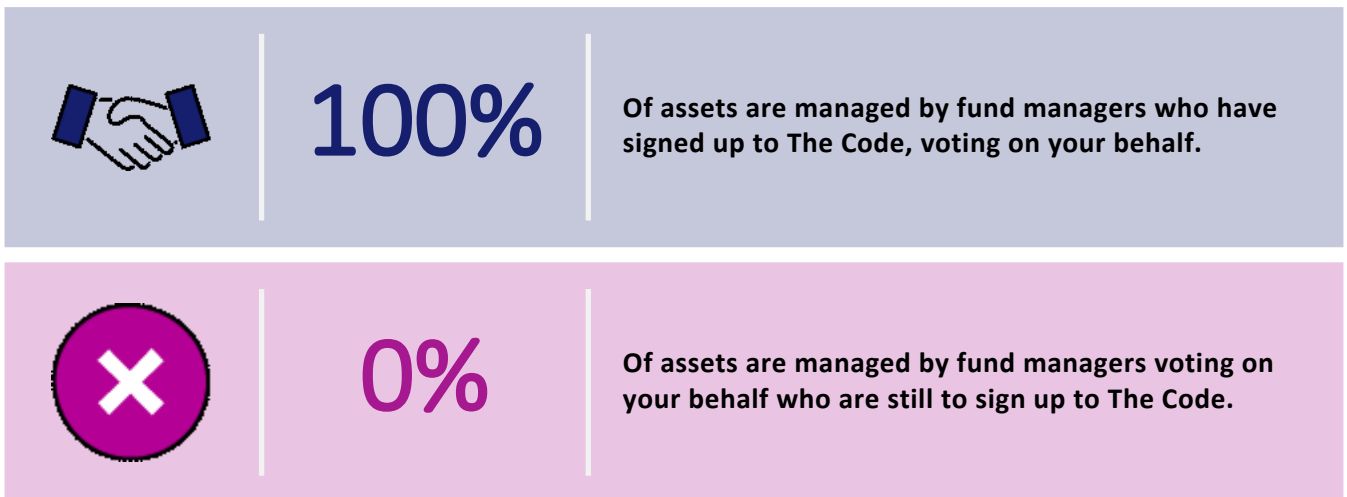 100%
Of assets are managed by fund managers who have
signed up to The Code, voting on your behalf.
0%
Of assets are managed by fund managers voting on
your behalf who are still to sign up to The Code.